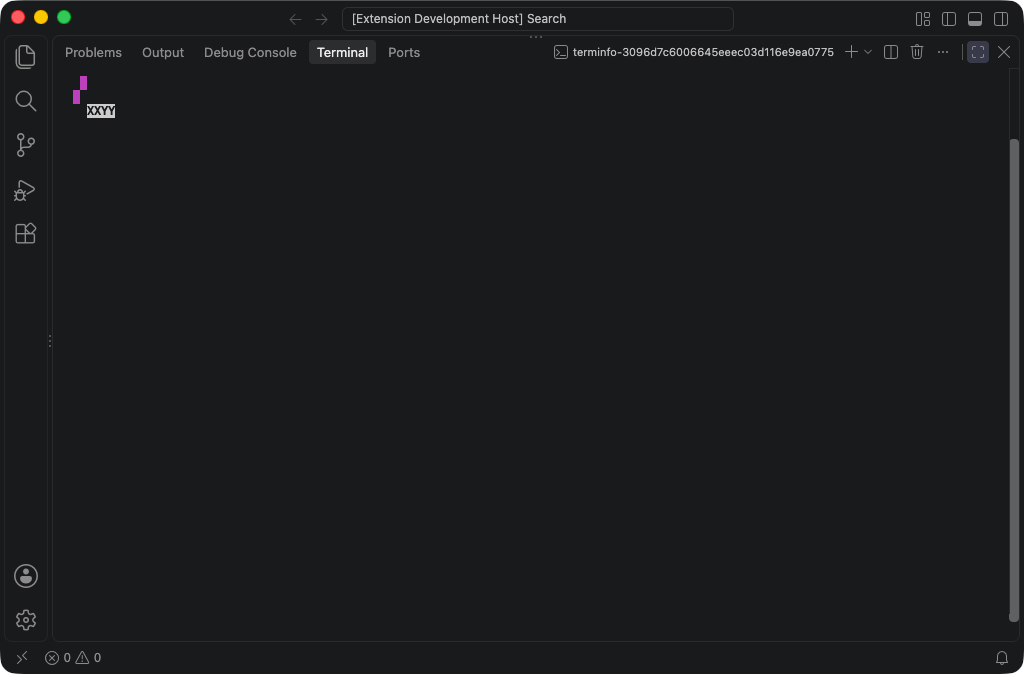 [Extension Development Host] Search
Problems Output Debug Console Terminal Ports terminfo-3096d7c6006645eeec03d116e9ea0775
XXYY
0 0